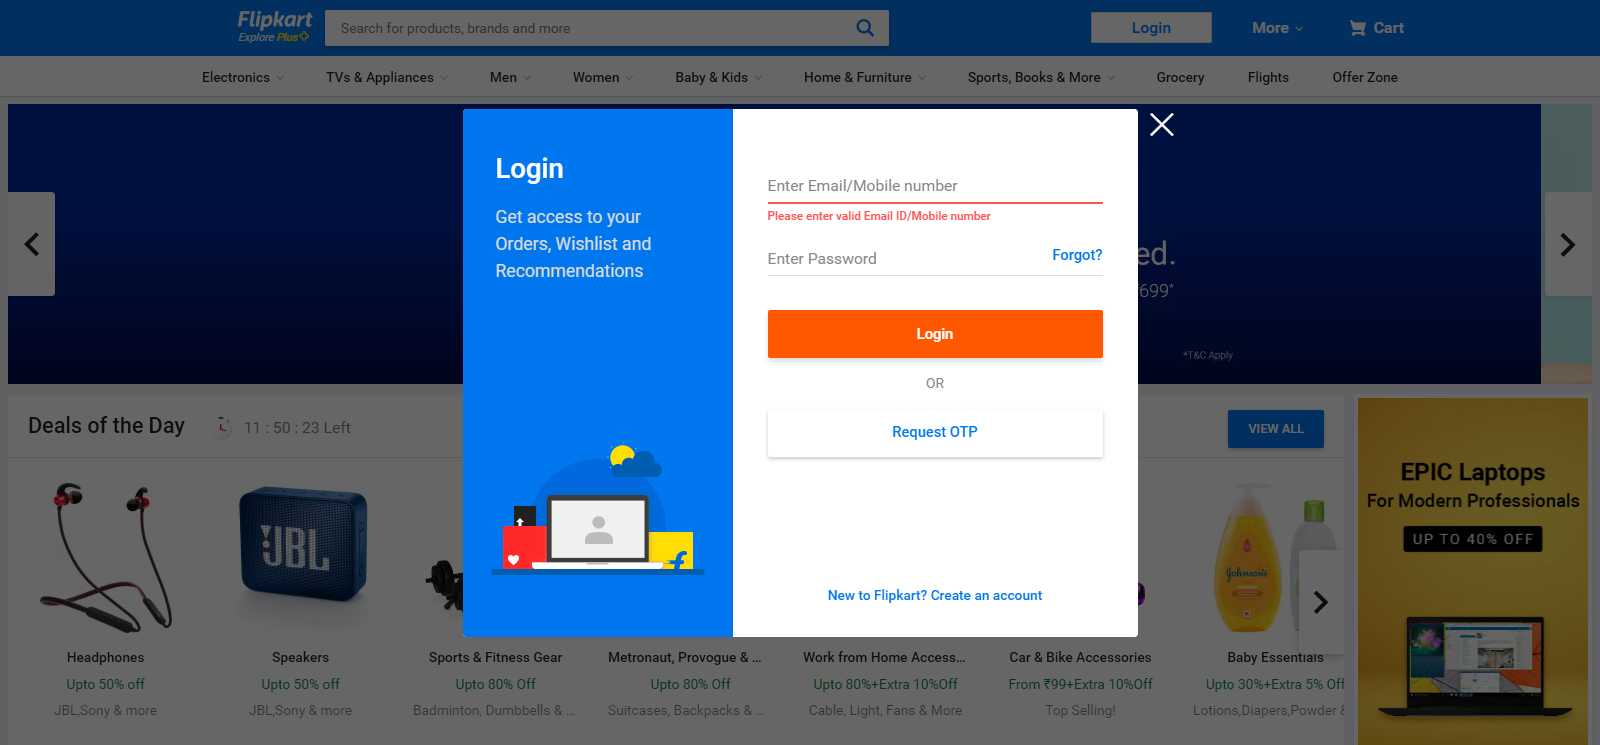 Flipkart
Explore Plus
Search for products, brands and more
Login
More
Cart
Electronics
TVs & Appliances
Men
Women
Baby & Kids
Home & Furniture
Sports, Books & More
Grocery
Flights
Offer Zone
Login
Get access to your
Orders, Wishlist and
Recommendations
Enter Email/Mobile number
Please enter valid Email ID/Mobile number
Enter Password
Forgot?
Login
OR
Request OTP
New to Flipkart? Create an account
ed.
₹699*
*T&C Apply
Deals of the Day
11 : 50 : 23 Left
VIEW ALL
JBL
Johnson's
Headphones
Upto 50% off
JBL,Sony & more
Speakers
Upto 50% off
JBL,Sony & more
Sports & Fitness Gear
Upto 80% Off
Badminton, Dumbbells & ...
Metronaut, Provogue & ...
Upto 80% Off
Suitcases, Backpacks & ...
Work from Home Access...
Upto 80%+Extra 10%Off
Cable, Light, Fans & More
Car & Bike Accessories
From ₹99+Extra 10%Off
Top Selling!
Baby Essentials
Upto 30%+Extra 5% Off
Lotions,Diapers,Powder &
EPIC Laptops
For Modern Professionals
UP TO 40% OFF